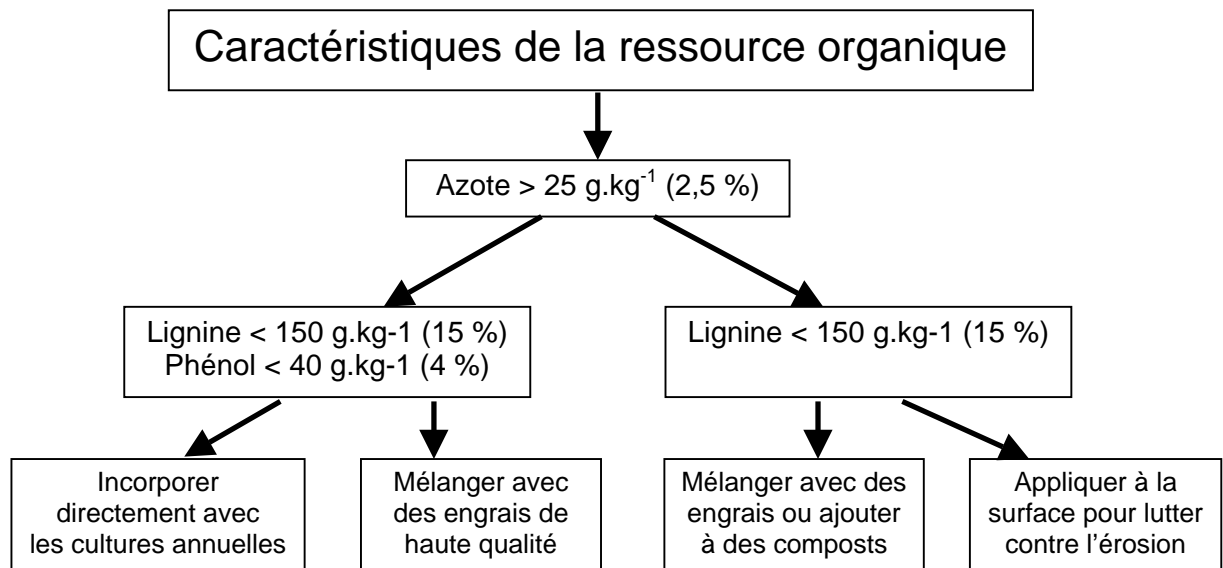 Caractéristiques de la ressource organique
Azote > 25 g.kg-1 (2,5 %)
Lignine < 150 g.kg-1 (15 %)
Phénol < 40 g.kg-1 (4 %)
Lignine < 150 g.kg-1 (15 %)
Incorporer
directement avec
les cultures annuelles
Mélanger avec
des engrais de
haute qualité
Mélanger avec des
engrais ou ajouter
à des composts
Appliquer à la
surface pour lutter
contre l’érosion